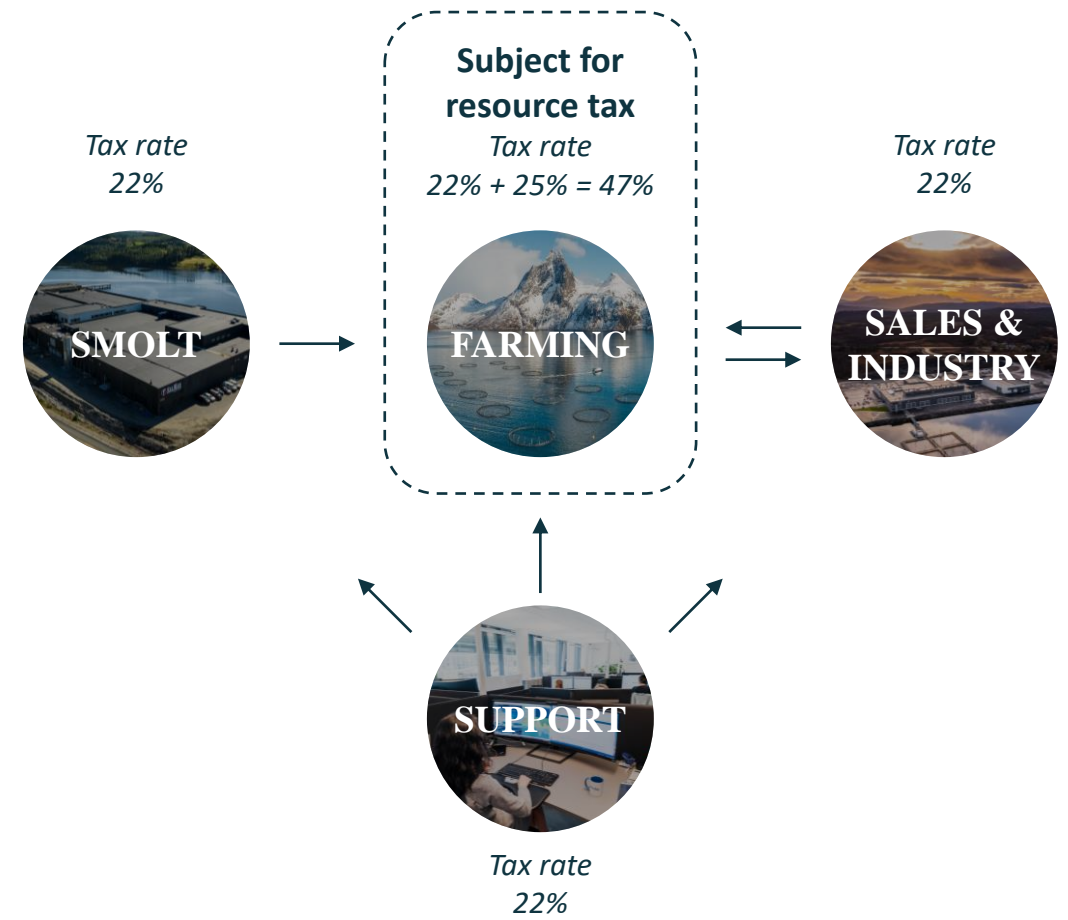 Subject for
resource tax
Tax rate
22% + 25% = 47%
Tax rate
22%
SMOLT
FARMING
Tax rate
22%
SALES &
INDUSTRY
SUPPORT
Tax rate
22%